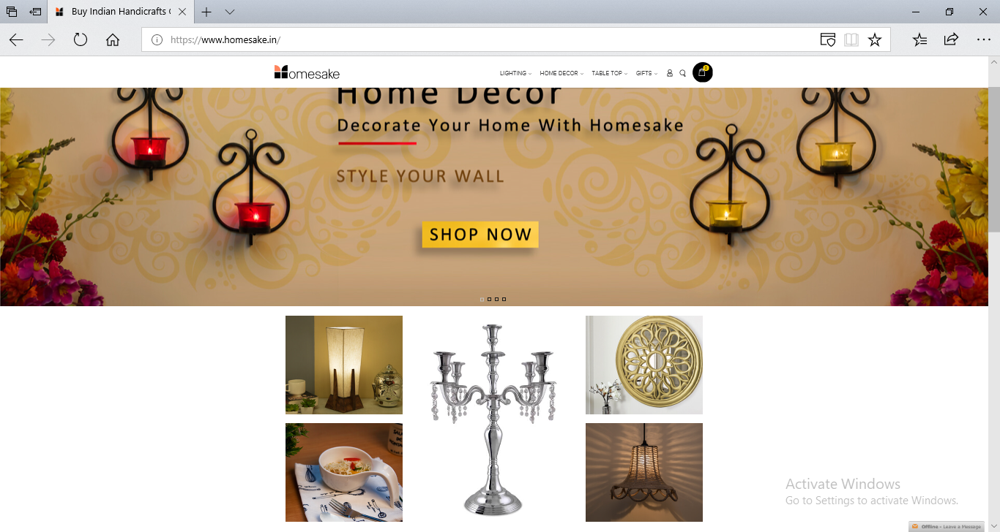 Buy Indian Handicrafts
https://www.homesake.in/
Homesake
LIGHTING
HOME DECOR
TABLE TOP
GIFTS
0
Home Decor
Decorate Your Home With Homesake
STYLE YOUR WALL
SHOP NOW
Activate Windows
Go to Settings to activate Windows.
Offline - Leave a Message